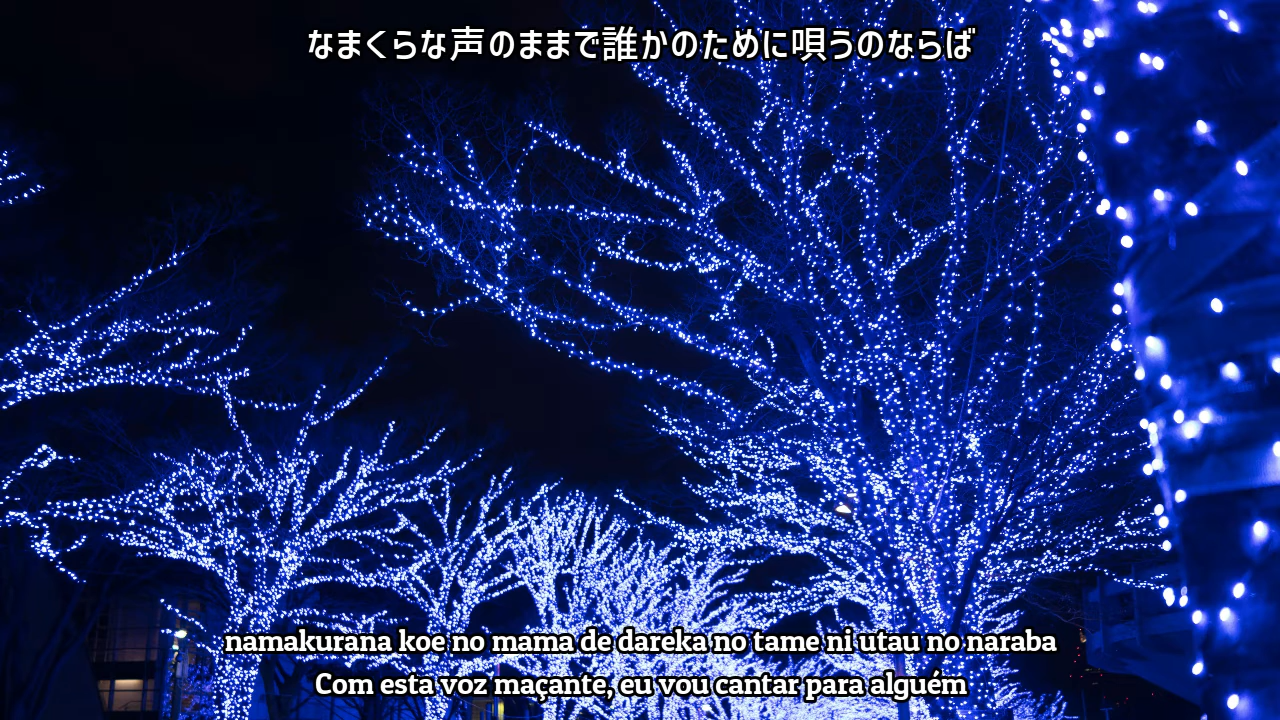 なまくらな声のままで誰かのために唄うのならば
namakurana koe no mama de dareka no tame ni utau no naraba
Com esta voz maçante, eu vou cantar para alguém